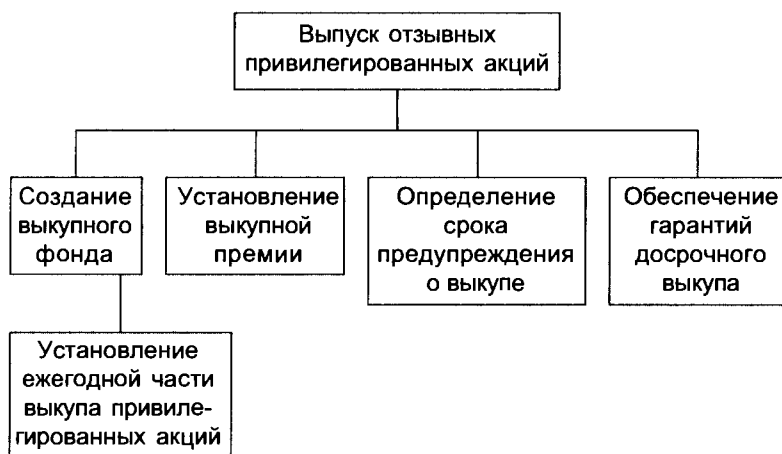 Выпуск отзывных
привилегированных акций
Создание
выкупного
фонда
Установление
выкупной
премии
Определение
срока
предупреждения
о выкупе
Обеспечение
гарантий
досрочного
выкупа
Установление
ежегодной части
выкупа привиле-
гированных акций